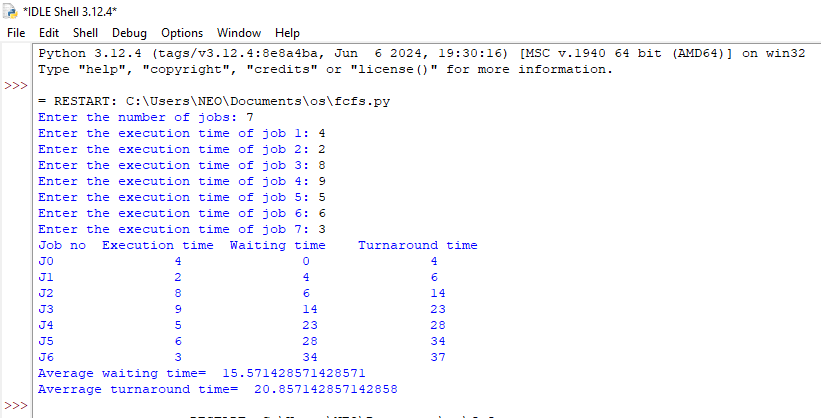 *IDLE Shell 3.12.4*
File Edit Shell Debug Options Window Help
Python 3.12.4 (tags/v3.12.4:8e8a4ba, Jun  6 2024, 19:30:16) [MSC v.1940 64 bit (AMD64)] on win32
Type "help", "copyright", "credits" or "license()" for more information.
>>>
= RESTART: C:\Users\NEO\Documents\os\fcfs.py
Enter the number of jobs: 7
Enter the execution time of job 1: 4
Enter the execution time of job 2: 2
Enter the execution time of job 3: 8
Enter the execution time of job 4: 9
Enter the execution time of job 5: 5
Enter the execution time of job 6: 6
Enter the execution time of job 7: 3
Job no  Execution time  Waiting time    Turnaround time
J0 4 0 4
J1 2 4 6
J2 8 6 14
J3 9 14 23
J4 5 23 28
J5 6 28 34
J6 3 34 37
Average waiting time=  15.571428571428571
Averrage turnaround time=  20.857142857142858
>>>